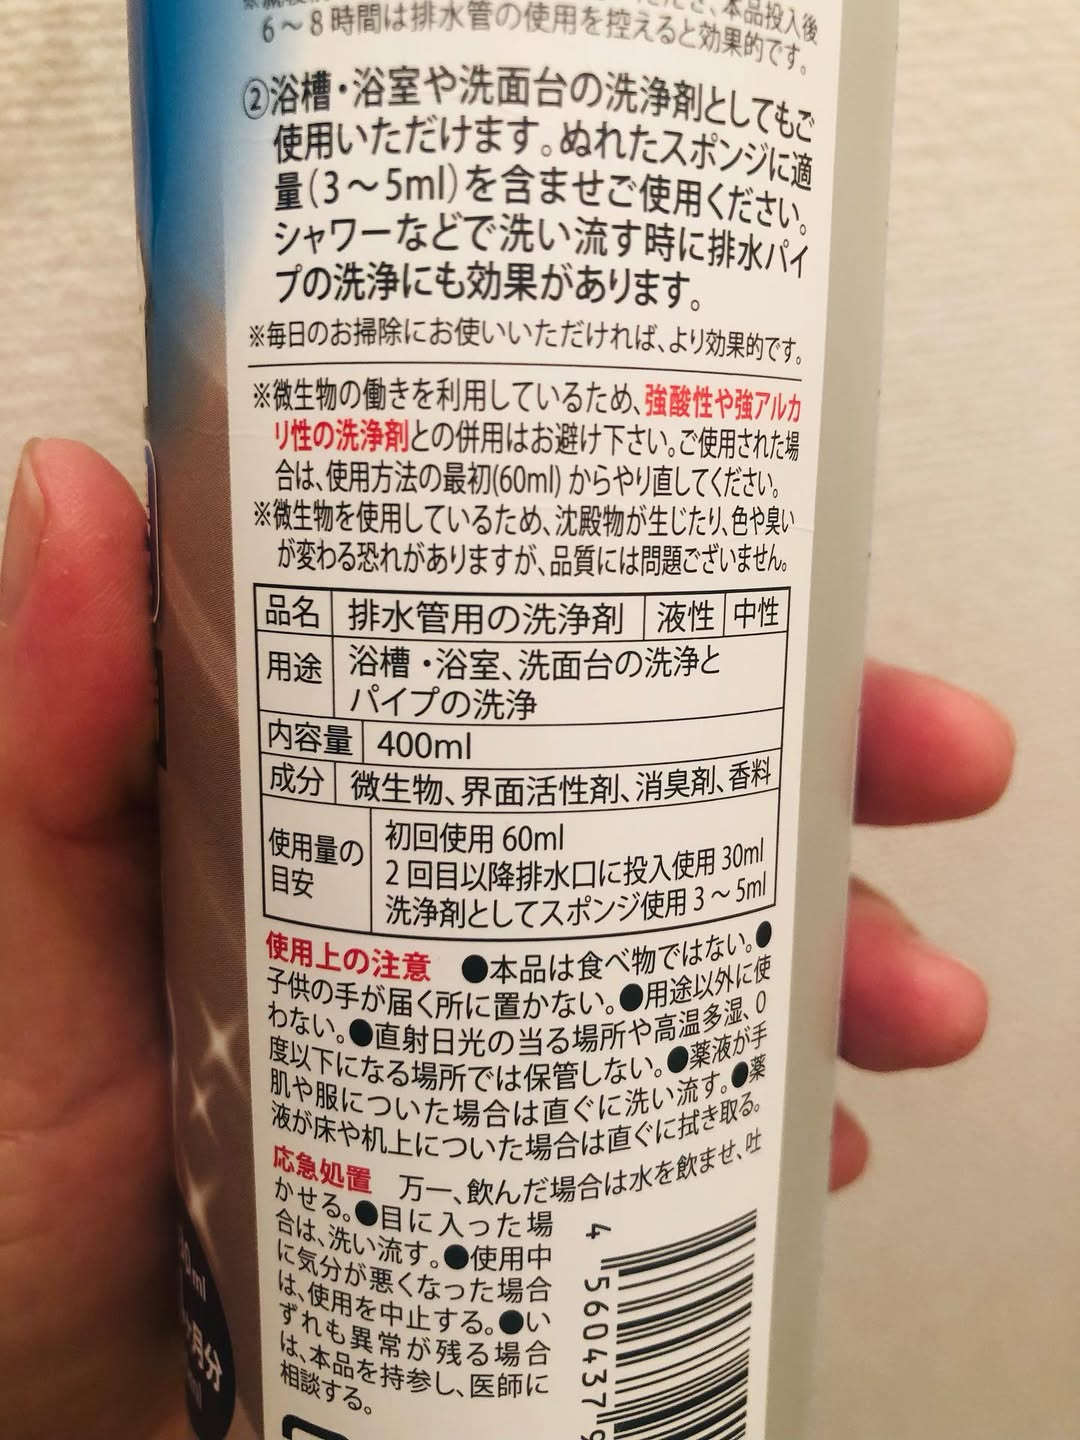 本品投入後
6～8時間は排水管の使用を控えると効果的です。
②浴槽・浴室や洗面台の洗浄剤としてもご
使用いただけます。ぬれたスポンジに適
量(3～5ml)を含ませご使用ください。
シャワーなどで洗い流す時に排水パイ
プの洗浄にも効果があります。
※毎日のお掃除にお使いいただければ、より効果的です。
※微生物の働きを利用しているため、強酸性や強アルカ
リ性の洗浄剤との併用はお避け下さい。ご使用された場
合は、使用方法の最初(60ml)からやり直してください。
※微生物を使用しているため、沈殿物が生じたり、色や臭い
が変わる恐れがありますが、品質には問題ございません。
品名 排水管用の洗浄剤 液性 中性
用途 浴槽・浴室、洗面台の洗浄と
パイプの洗浄
内容量 400ml
成分 微生物、界面活性剤、消臭剤、香料
使用量の
目安
初回使用 60ml
2回目以降排水口に投入使用 30ml
洗浄剤としてスポンジ使用 3～5ml
使用上の注意 ●本品は食べ物ではない。●
子供の手が届く所に置かない。●用途以外に使
わない。●直射日光の当る場所や高温多湿、0
度以下になる場所では保管しない。●薬液が手
肌や服についた場合は直ぐに洗い流す。●薬
液が床や机上についた場合は直ぐに拭き取る。
応急処置 万一、飲んだ場合は水を飲ませ、吐
かせる。●目に入った場
合は、洗い流す。●使用中
に気分が悪くなった場合
は、使用を中止する。●い
ずれも異常が残る場合
は、本品を持参し、医師に
相談する。
4 560437 9
30ml
ヶ月分
ml